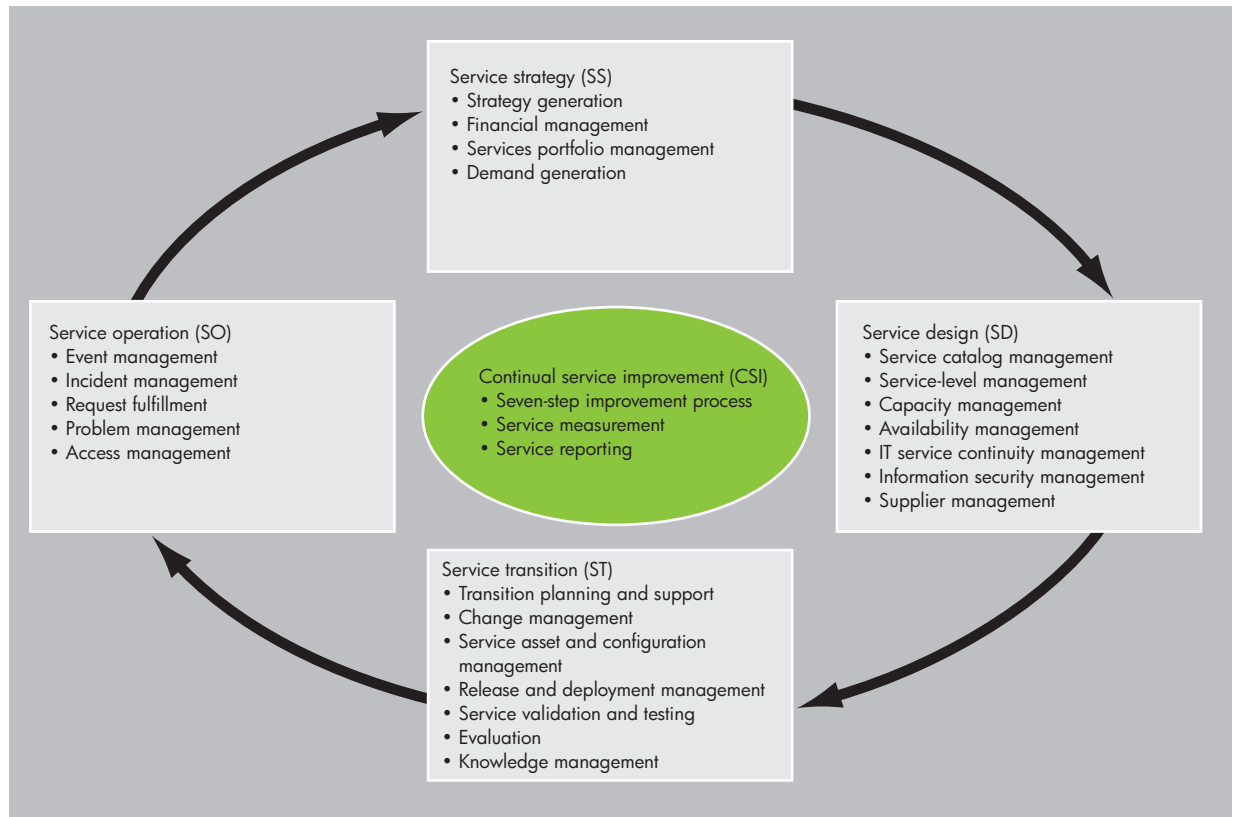 Service strategy (SS)
• Strategy generation
• Financial management
• Services portfolio management
• Demand generation
Service operation (SO)
• Event management
• Incident management
• Request fulfillment
• Problem management
• Access management
Continual service improvement (CSI)
• Seven-step improvement process
• Service measurement
• Service reporting
Service design (SD)
• Service catalog management
• Service-level management
• Capacity management
• Availability management
• IT service continuity management
• Information security management
• Supplier management
Service transition (ST)
• Transition planning and support
• Change management
• Service asset and configuration
management
• Release and deployment management
• Service validation and testing
• Evaluation
• Knowledge management